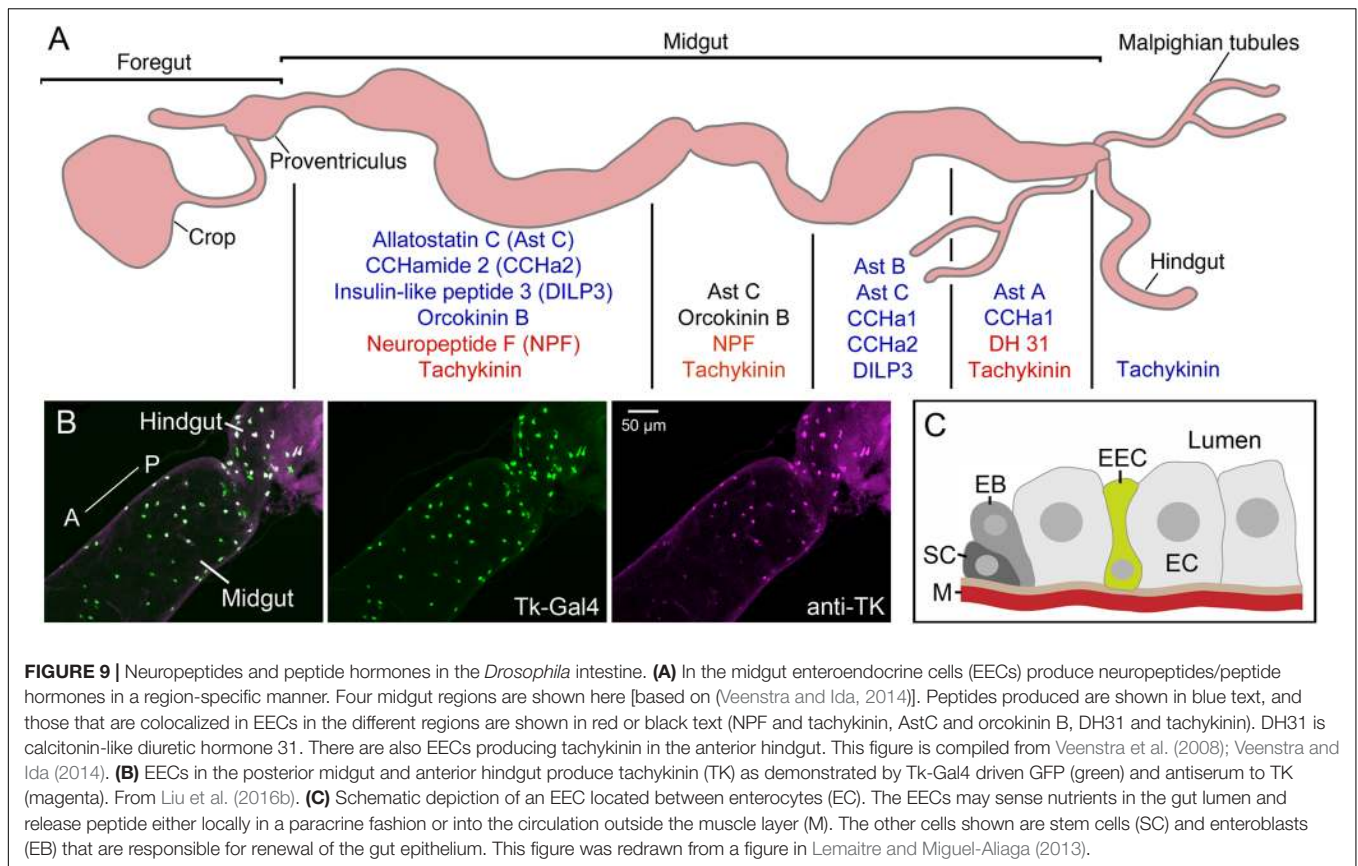 A
Foregut
Midgut
Malpighian tubules
Proventriculus
Crop
Hindgut
Allatostatin C (Ast C)
CCHamide 2 (CCHa2)
Insulin-like peptide 3 (DILP3)
Orcokinin B
Neuropeptide F (NPF)
Tachykinin
Ast C
Orcokinin B
NPF
Tachykinin
Ast B
Ast C
CCHa1
CCHa2
DILP3
Ast A
CCHa1
DH 31
Tachykinin
Tachykinin
B
Hindgut
P
A
Midgut
Tk-Gal4
50 µm
anti-TK
C
Lumen
EEC
EB
SC
EC
M
FIGURE 9 | Neuropeptides and peptide hormones in the Drosophila intestine. (A) In the midgut enteroendocrine cells (EECs) produce neuropeptides/peptide
hormones in a region-specific manner. Four midgut regions are shown here [based on (Veenstra and Ida, 2014)]. Peptides produced are shown in blue text, and
those that are colocalized in EECs in the different regions are shown in red or black text (NPF and tachykinin, AstC and orcokinin B, DH31 and tachykinin). DH31 is
calcitonin-like diuretic hormone 31. There are also EECs producing tachykinin in the anterior hindgut. This figure is compiled from Veenstra et al. (2008); Veenstra and
Ida (2014). (B) EECs in the posterior midgut and anterior hindgut produce tachykinin (TK) as demonstrated by Tk-Gal4 driven GFP (green) and antiserum to TK
(magenta). From Liu et al. (2016b). (C) Schematic depiction of an EEC located between enterocytes (EC). The EECs may sense nutrients in the gut lumen and
release peptide either locally in a paracrine fashion or into the circulation outside the muscle layer (M). The other cells shown are stem cells (SC) and enteroblasts
(EB) that are responsible for renewal of the gut epithelium. This figure was redrawn from a figure in Lemaitre and Miguel-Aliaga (2013).